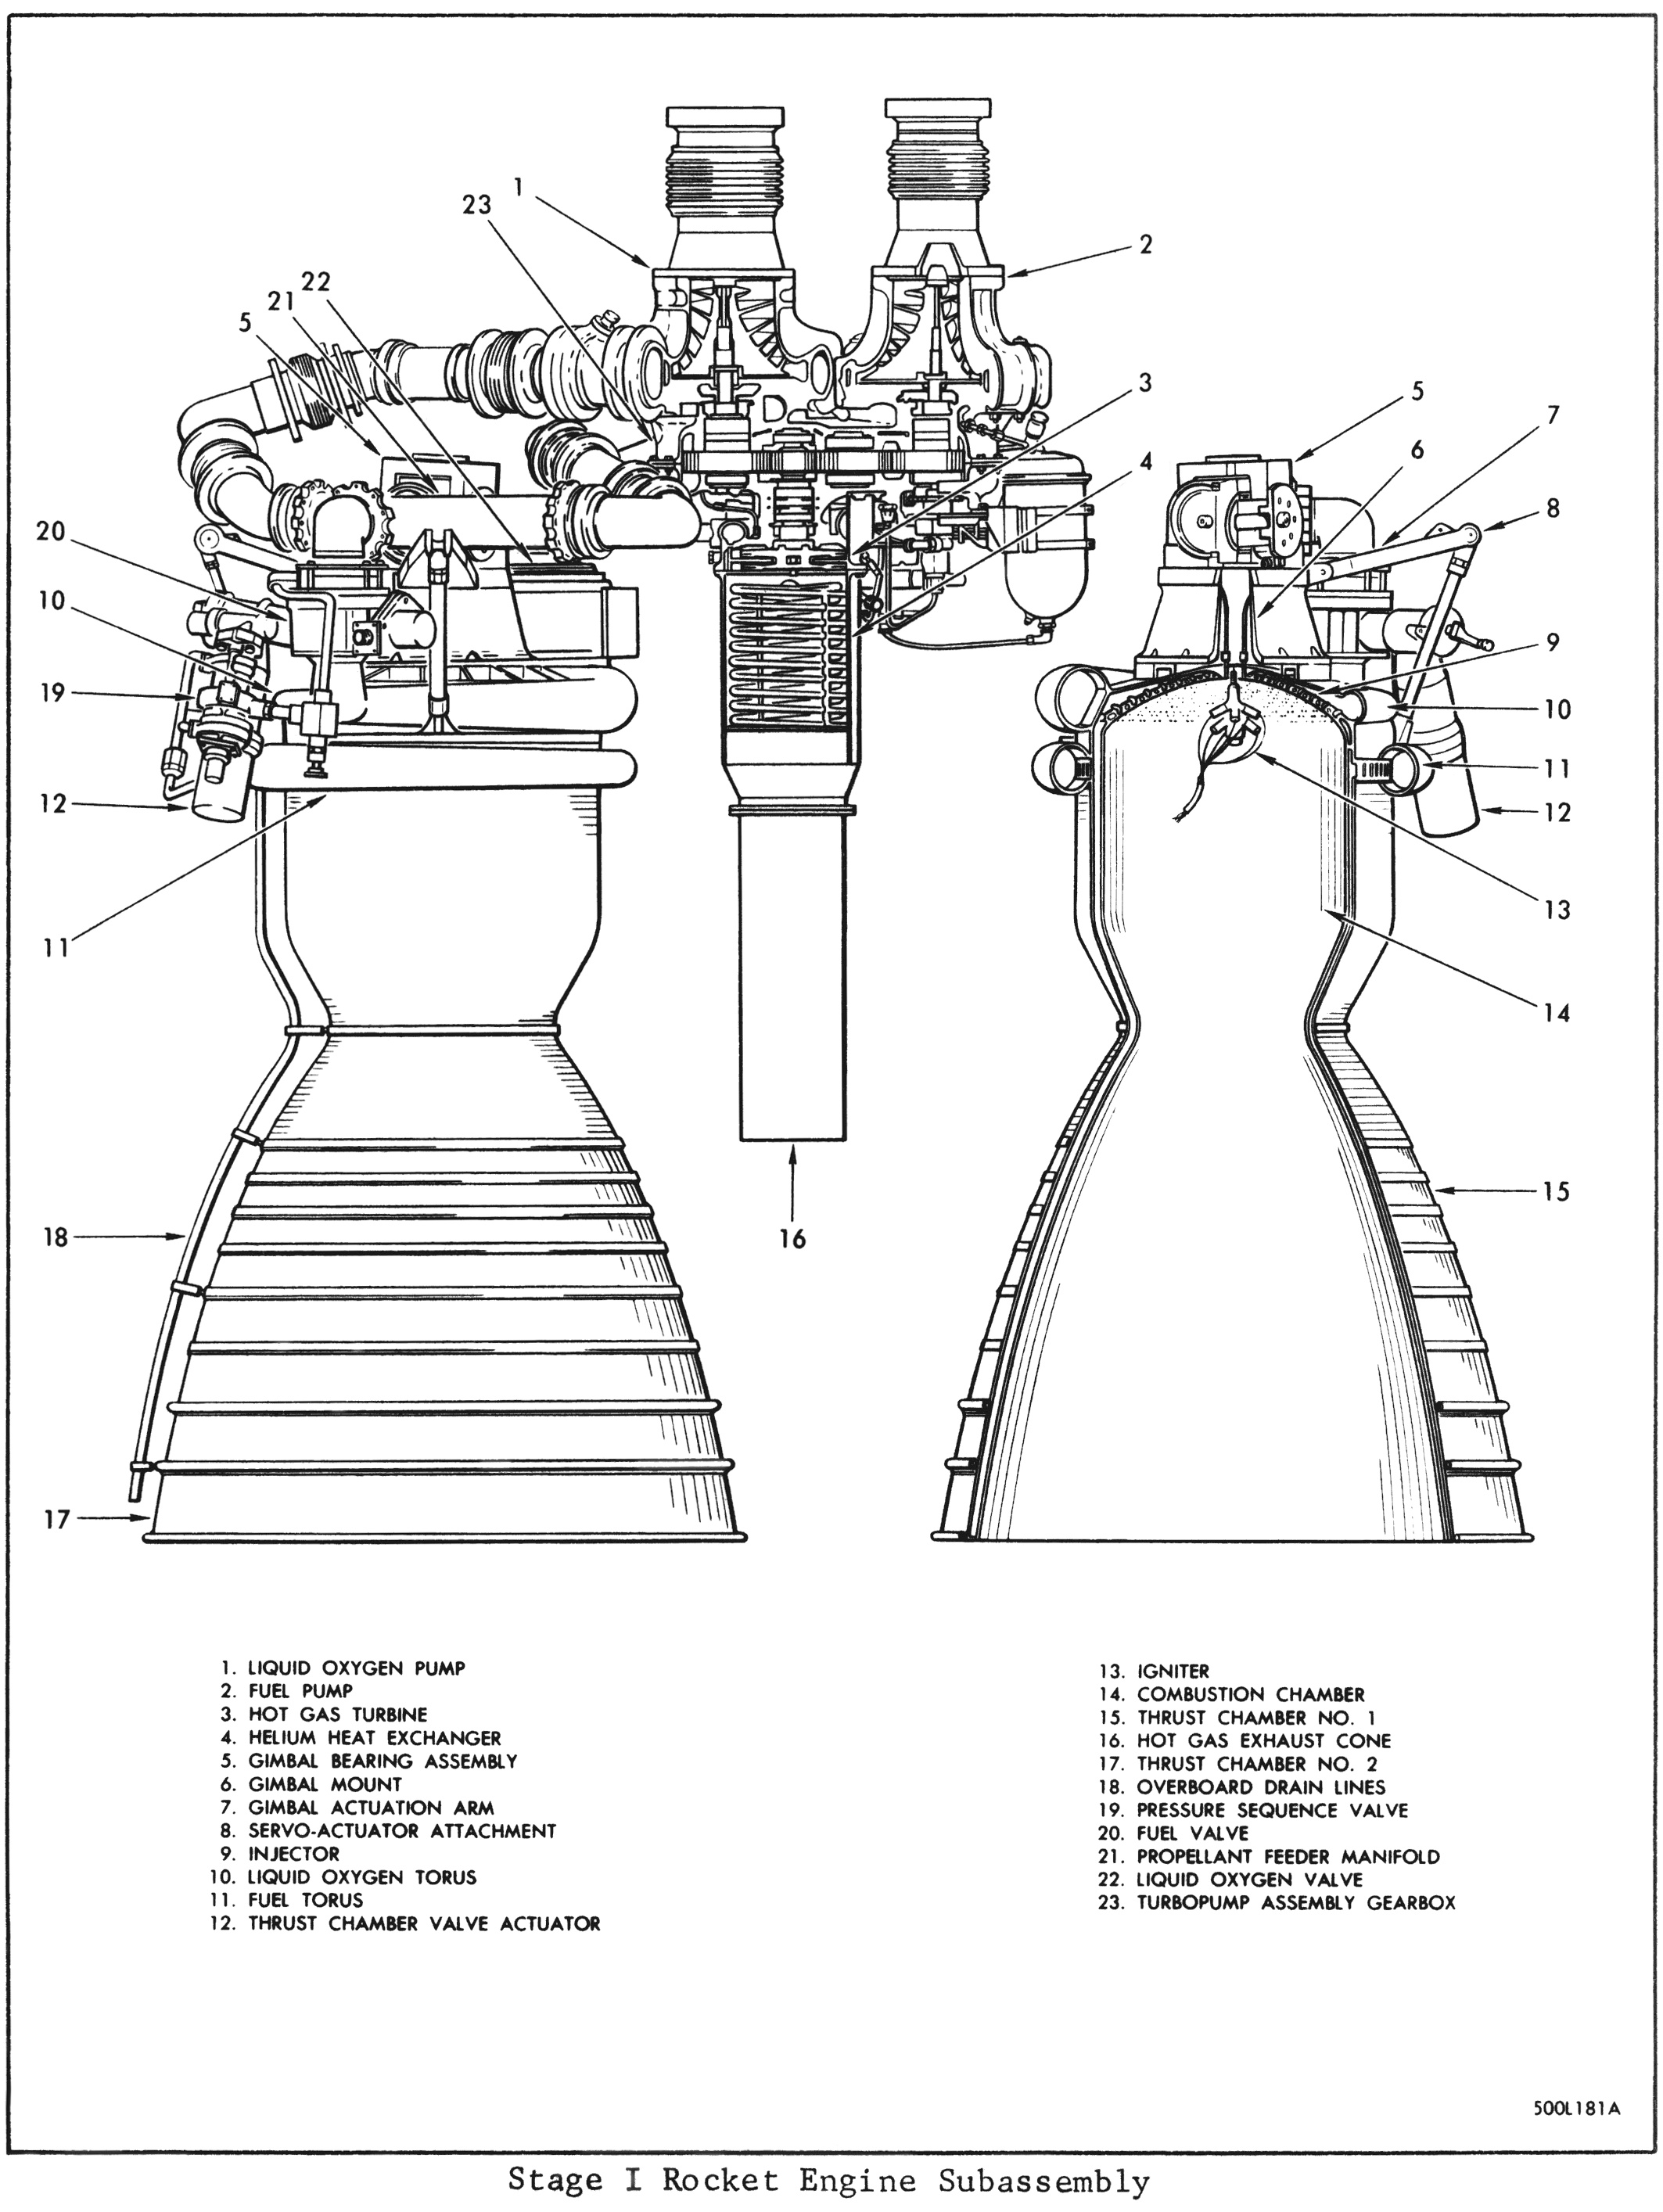 1
23
2
22
21
5
3
5
7
4
6
8
20
10
9
19
10
11
12
12
13
11
14
15
18
16
17
1. LIQUID OXYGEN PUMP
2. FUEL PUMP
3. HOT GAS TURBINE
4. HELIUM HEAT EXCHANGER
5. GIMBAL BEARING ASSEMBLY
6. GIMBAL MOUNT
7. GIMBAL ACTUATION ARM
8. SERVO-ACTUATOR ATTACHMENT
9. INJECTOR
10. LIQUID OXYGEN TORUS
11. FUEL TORUS
12. THRUST CHAMBER VALVE ACTUATOR
13. IGNITER
14. COMBUSTION CHAMBER
15. THRUST CHAMBER NO. 1
16. HOT GAS EXHAUST CONE
17. THRUST CHAMBER NO. 2
18. OVERBOARD DRAIN LINES
19. PRESSURE SEQUENCE VALVE
20. FUEL VALVE
21. PROPELLANT FEEDER MANIFOLD
22. LIQUID OXYGEN VALVE
23. TURBOPUMP ASSEMBLY GEARBOX
500L181A
Stage I Rocket Engine Subassembly